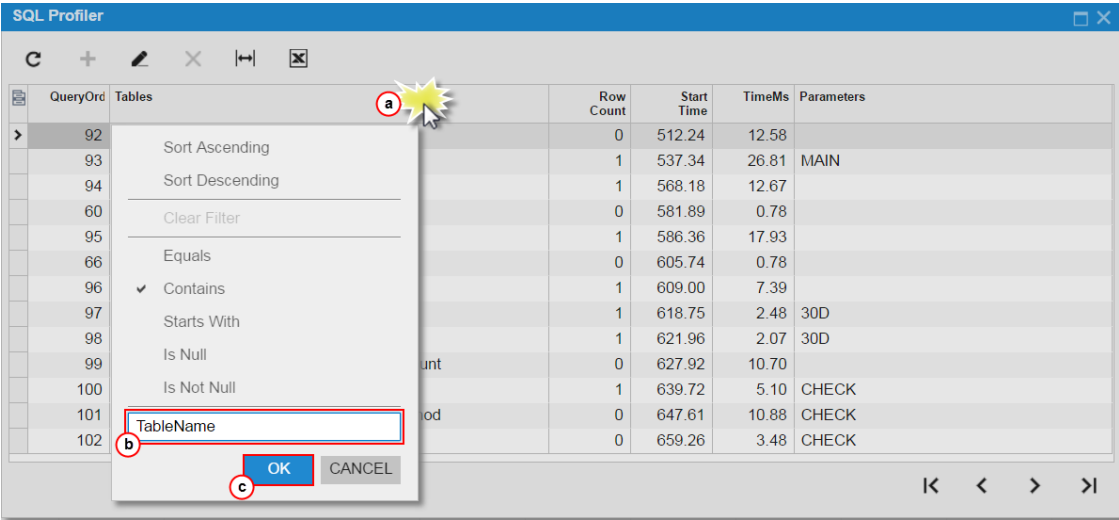 SQL Profiler
QueryOrd Tables Row Count Start Time TimeMs Parameters
a
92 0 512.24 12.58
93 1 537.34 26.81 MAIN
94 1 568.18 12.67
60 0 581.89 0.78
95 1 586.36 17.93
66 0 605.74 0.78
96 1 609.00 7.39
97 1 618.75 2.48 30D
98 1 621.96 2.07 30D
99 unt 0 627.92 10.70
100 1 639.72 5.10 CHECK
101 od 0 647.61 10.88 CHECK
102 0 659.26 3.48 CHECK
Sort Ascending
Sort Descending
Clear Filter
Equals
Contains
Starts With
Is Null
Is Not Null
TableName
b
OK CANCEL
c